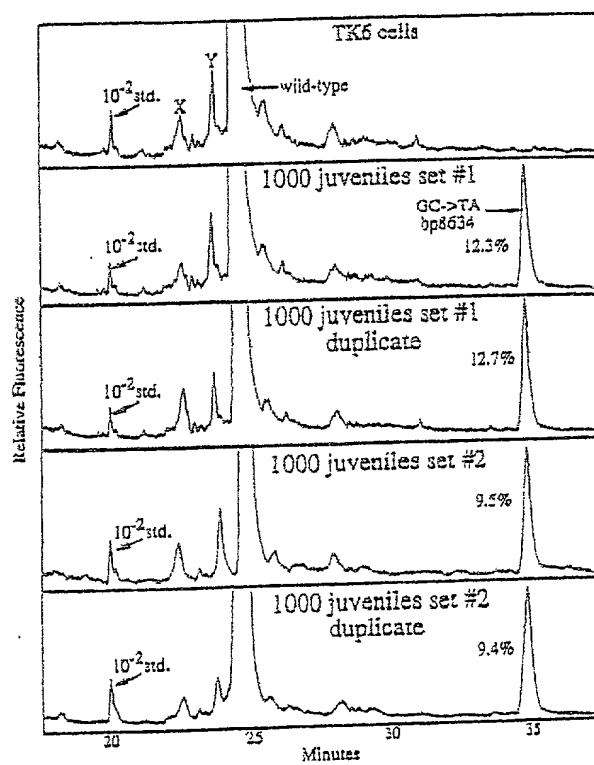 TK6 cells
10⁻²std.
X
Y
wild-type
1000 juveniles set #1
GC->TA
bp8634
12.3%
10⁻²std.
1000 juveniles set #1
duplicate
12.7%
10⁻²std.
1000 juveniles set #2
9.5%
10⁻²std.
1000 juveniles set #2
duplicate
9.4%
10⁻²std.
Relative Fluorescence
20
25
30
35
Minutes